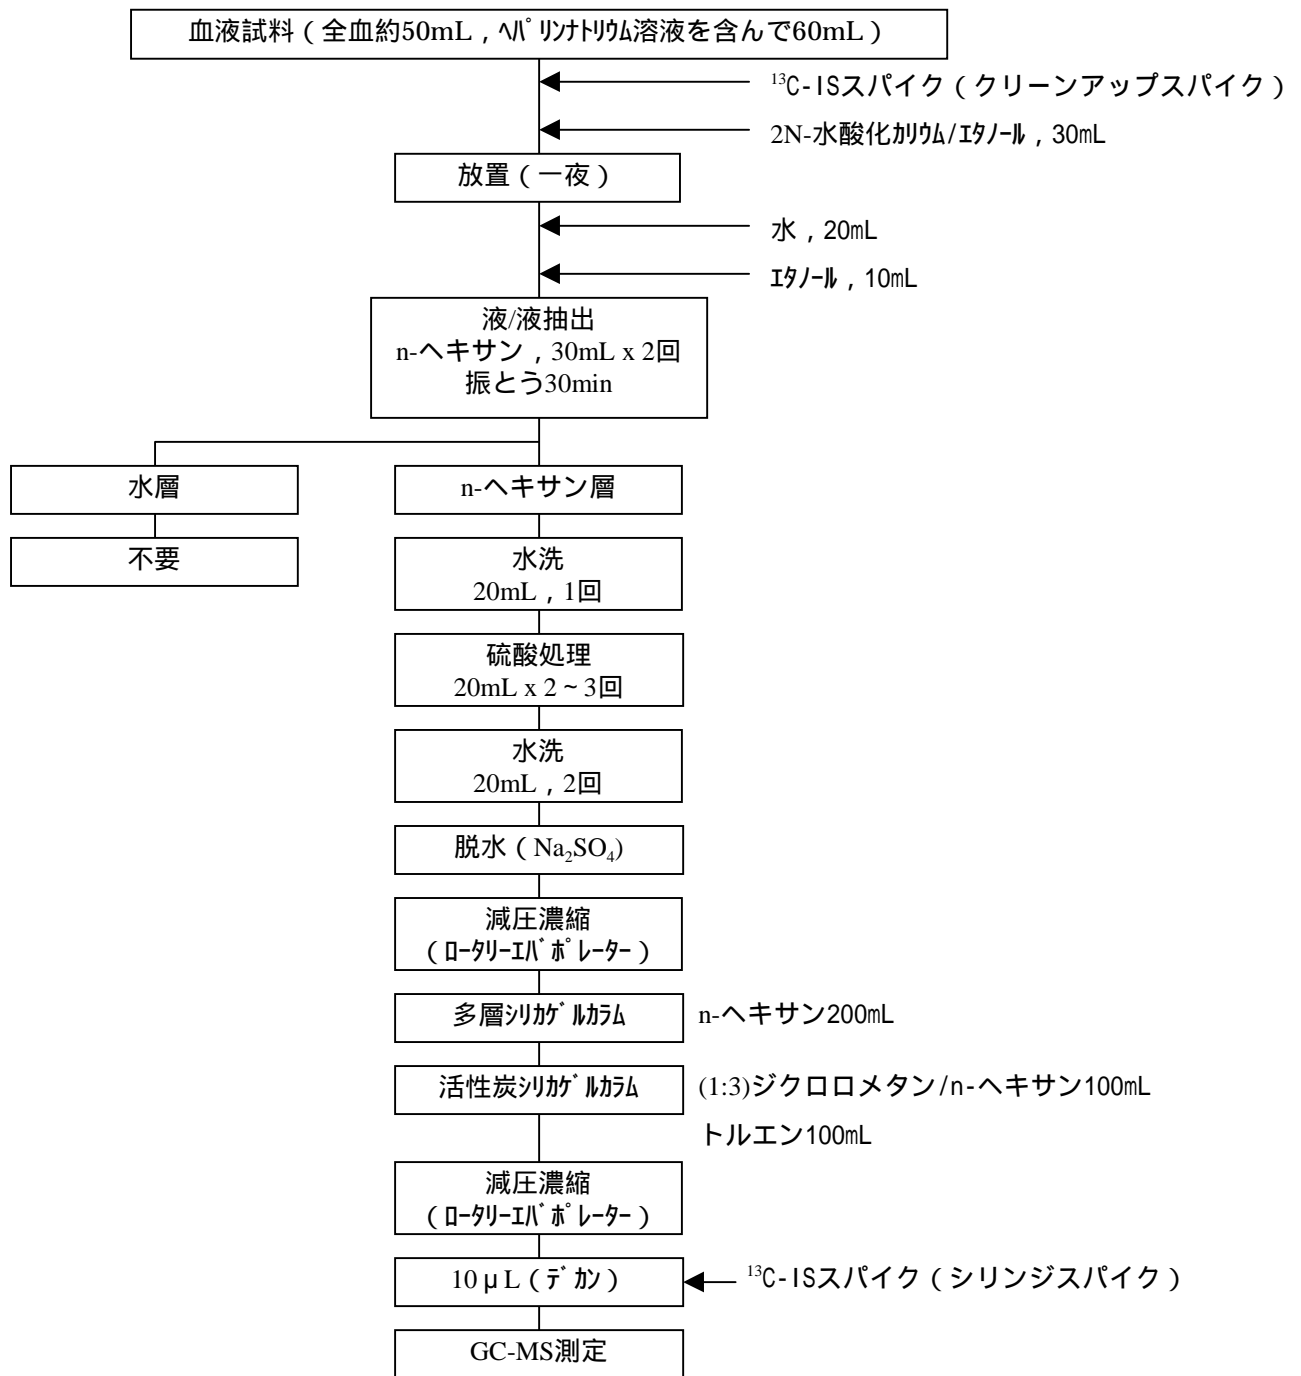 血液試料（全血約50mL，ﾍﾊﾟﾘﾝﾅﾄﾘｳﾑ溶液を含んで60mL）
¹³C-ISスパイク（クリーンアップスパイク）
2N-水酸化ｶﾘｳﾑ/ｴﾀﾉｰﾙ，30mL
放置（一夜）
水，20mL
ｴﾀﾉｰﾙ，10mL
液/液抽出
n-ヘキサン，30mL x 2回
振とう30min
水層
n-ヘキサン層
不要
水洗
20mL，1回
硫酸処理
20mL x 2～3回
水洗
20mL，2回
脱水（Na₂SO₄)
減圧濃縮
（ﾛｰﾀﾘｰｴﾊﾞﾎﾟﾚｰﾀｰ）
多層ｼﾘｶｹﾞﾙｶﾗﾑ
n-ヘキサン200mL
活性炭ｼﾘｶｹﾞﾙｶﾗﾑ
(1:3)ジクロロメタン/n-ヘキサン100mL
トルエン100mL
減圧濃縮
（ﾛｰﾀﾘｰｴﾊﾞﾎﾟﾚｰﾀｰ）
10μL（ﾃﾞｶﾝ）
¹³C-ISスパイク（シリンジスパイク）
GC-MS測定